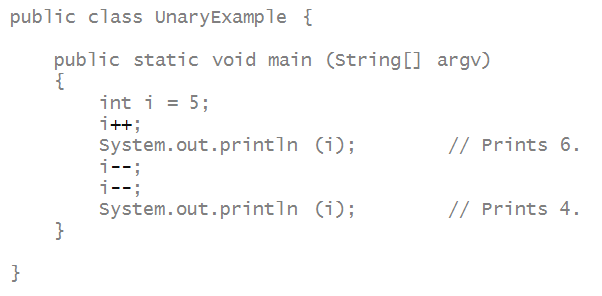 public class UnaryExample {
public static void main (String[] argv)
{
int i = 5;
i++;
System.out.println (i); // Prints 6.
i--;
i--;
System.out.println (i); // Prints 4.
}
}